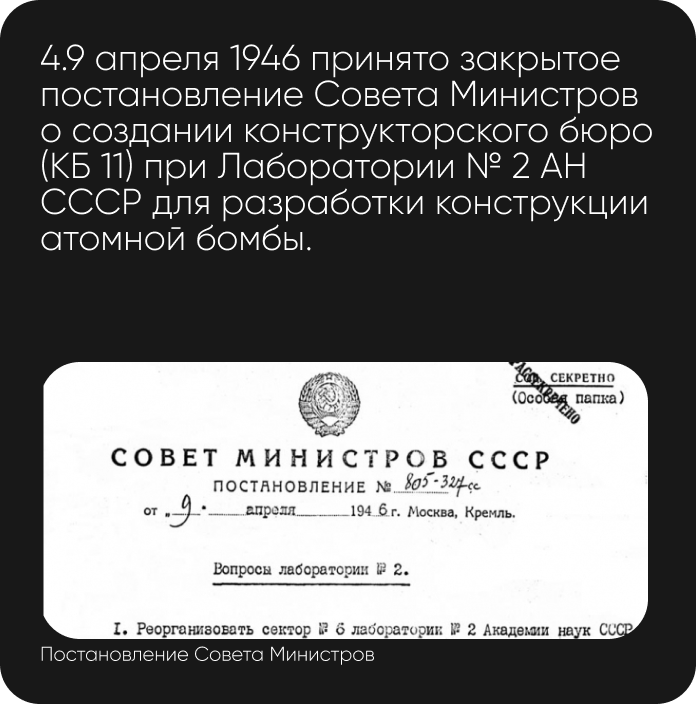 4.9 апреля 1946 принято закрытое
постановление Совета Министров
о создании конструкторского бюро
(КБ 11) при Лаборатории № 2 АН
СССР для разработки конструкции
атомной бомбы.
РАССЕКРЕЧЕНО
Сов. СЕКРЕТНО
(Особая папка)
СОВЕТ МИНИСТРОВ СССР
ПОСТАНОВЛЕНИЕ № 805-327сс
от „ 9 . апреля 1946 г. Москва, Кремль.
Вопросы лаборатории № 2.
I. Реорганизовать сектор № 6 лаборатории № 2 Академии наук СССР
Постановление Совета Министров